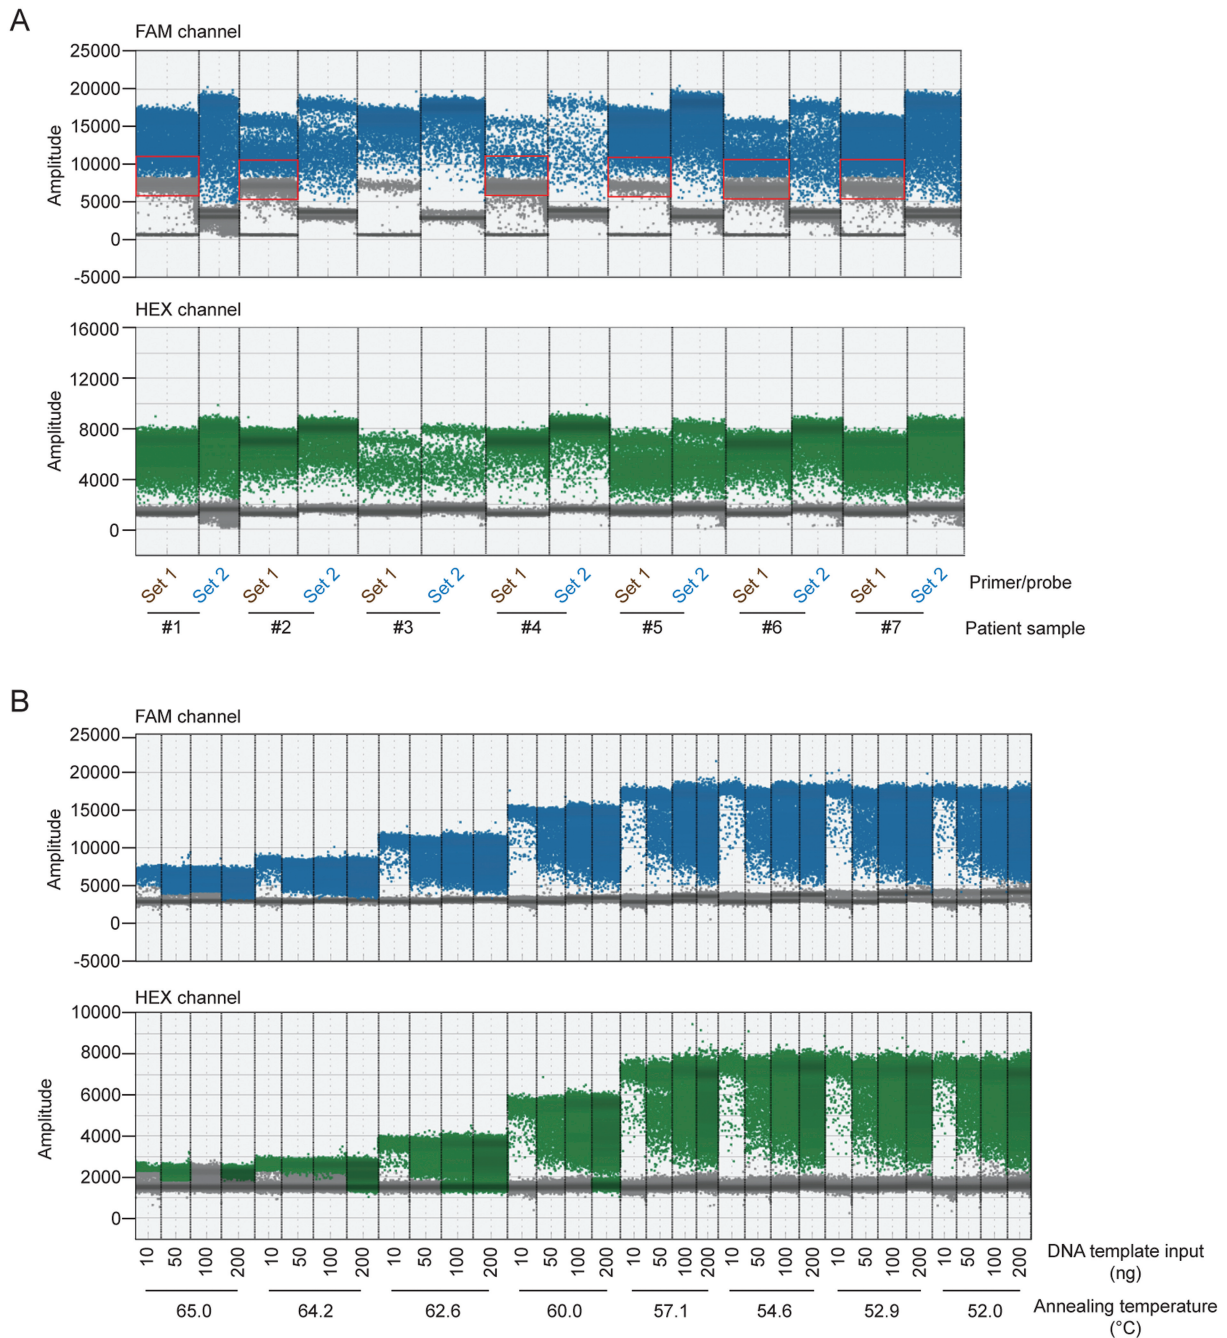 A
FAM channel
25000
20000
15000
10000
5000
0
-5000
Amplitude
HEX channel
16000
12000
8000
4000
0
Amplitude
Set 1 Set 2 Set 1 Set 2 Set 1 Set 2 Set 1 Set 2 Set 1 Set 2 Set 1 Set 2 Set 1 Set 2 Primer/probe
#1 #2 #3 #4 #5 #6 #7 Patient sample
B
FAM channel
25000
20000
15000
10000
5000
0
-5000
Amplitude
HEX channel
10000
8000
6000
4000
2000
0
Amplitude
10 50 100 200 10 50 100 200 10 50 100 200 10 50 100 200 10 50 100 200 10 50 100 200 10 50 100 200 10 50 100 200 DNA template input
(ng)
65.0 64.2 62.6 60.0 57.1 54.6 52.9 52.0 Annealing temperature
(°C)